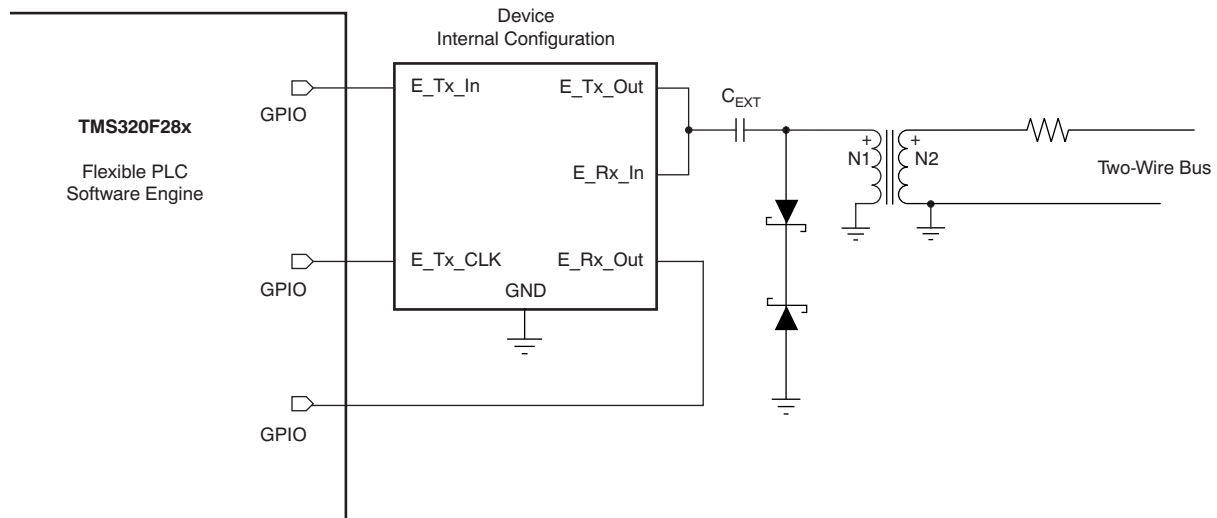 Device
Internal Configuration
TMS320F28x
Flexible PLC
Software Engine
GPIO
GPIO
GPIO
E_Tx_In
E_Tx_Out
E_Rx_In
E_Tx_CLK
E_Rx_Out
GND
C_EXT
+
N1
+
N2
Two-Wire Bus